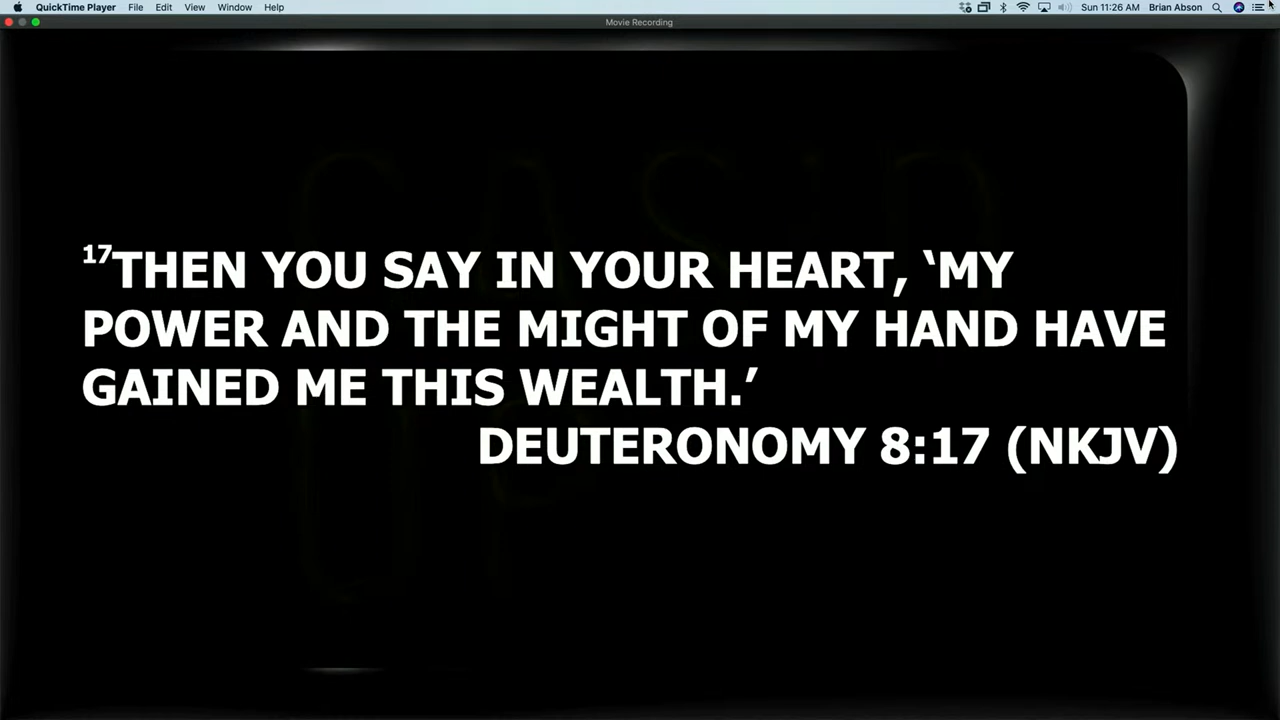 QuickTime Player File Edit View Window Help Sun 11:26 AM Brian Abson
Movie Recording
17THEN YOU SAY IN YOUR HEART, ‘MY
POWER AND THE MIGHT OF MY HAND HAVE
GAINED ME THIS WEALTH.’
DEUTERONOMY 8:17 (NKJV)